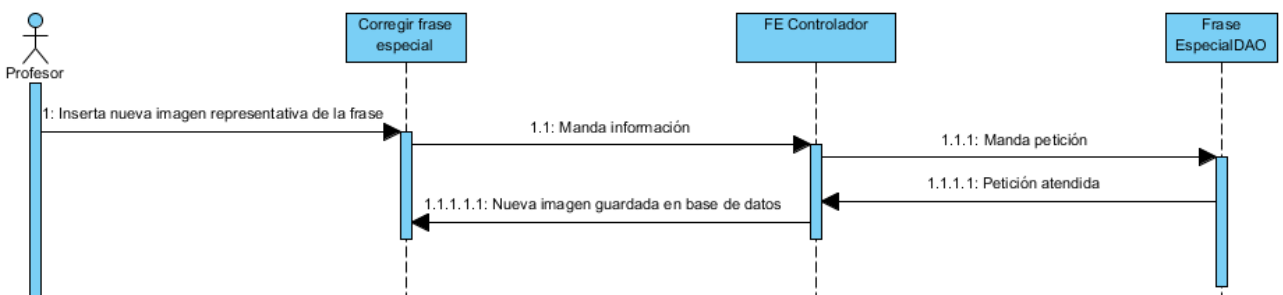 Profesor
Corregir frase
especial
FE Controlador
Frase
EspecialDAO
1: Inserta nueva imagen representativa de la frase
1.1: Manda información
1.1.1: Manda petición
1.1.1.1: Petición atendida
1.1.1.1.1: Nueva imagen guardada en base de datos